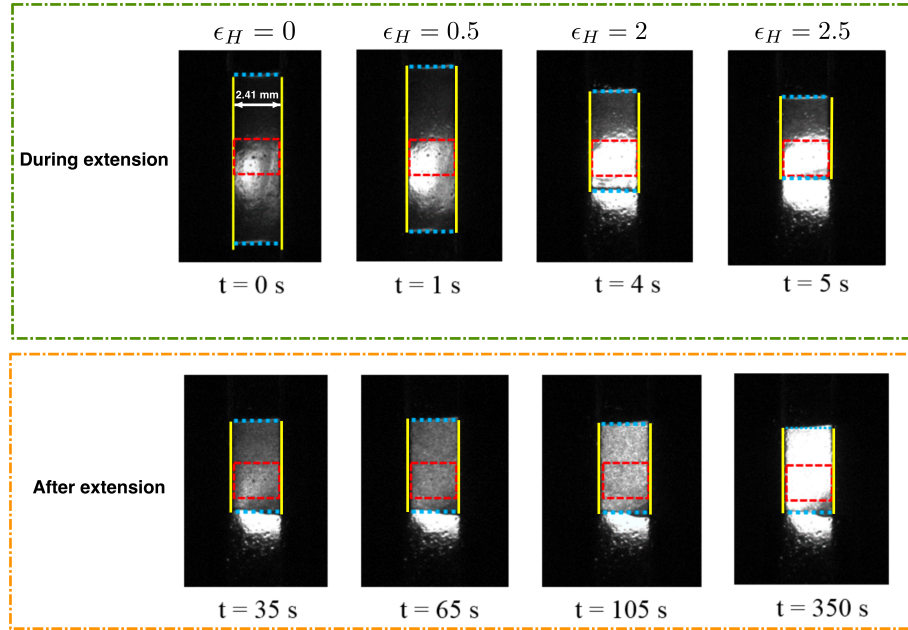 ϵ_H = 0
ϵ_H = 0.5
ϵ_H = 2
ϵ_H = 2.5
2.41 mm
During extension
t = 0 s
t = 1 s
t = 4 s
t = 5 s
After extension
t = 35 s
t = 65 s
t = 105 s
t = 350 s